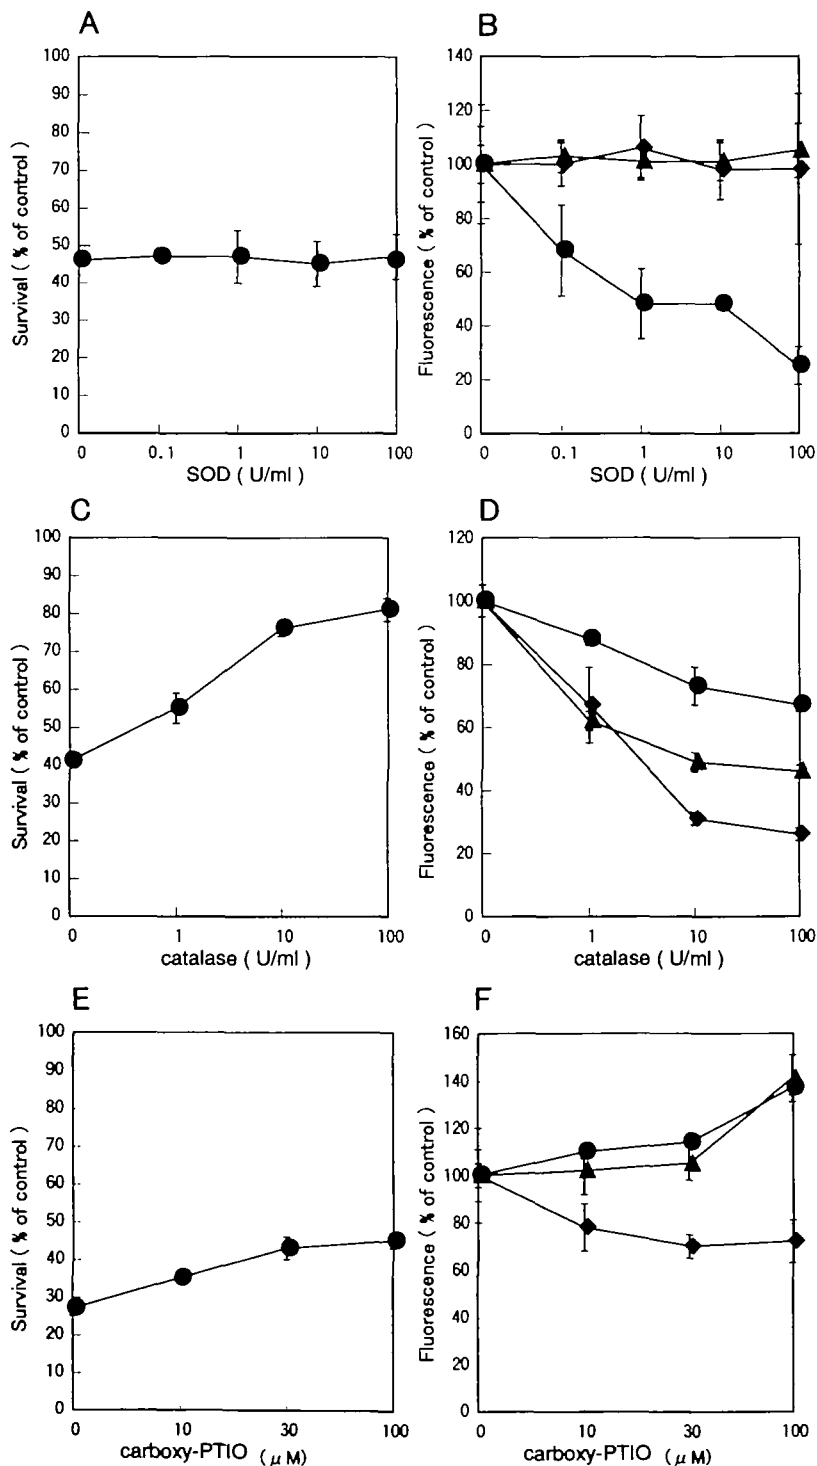 A
Survival ( % of control )
100
90
80
70
60
50
40
30
20
10
0
0 0.1 1 10 100
SOD ( U/ml )
B
Fluorescence ( % of control )
140
120
100
80
60
40
20
0
0 0.1 1 10 100
SOD ( U/ml )
C
Survival ( % of control )
100
90
80
70
60
50
40
30
20
10
0
0 1 10 100
catalase ( U/ml )
D
Fluorescence ( % of control )
120
100
80
60
40
20
0
0 1 10 100
catalase ( U/ml )
E
Survival ( % of control )
100
90
80
70
60
50
40
30
20
10
0
0 10 30 100
carboxy-PTIO ( μM )
F
Fluorescence ( % of control )
160
140
120
100
80
60
40
20
0
0 10 30 100
carboxy-PTIO ( μM )